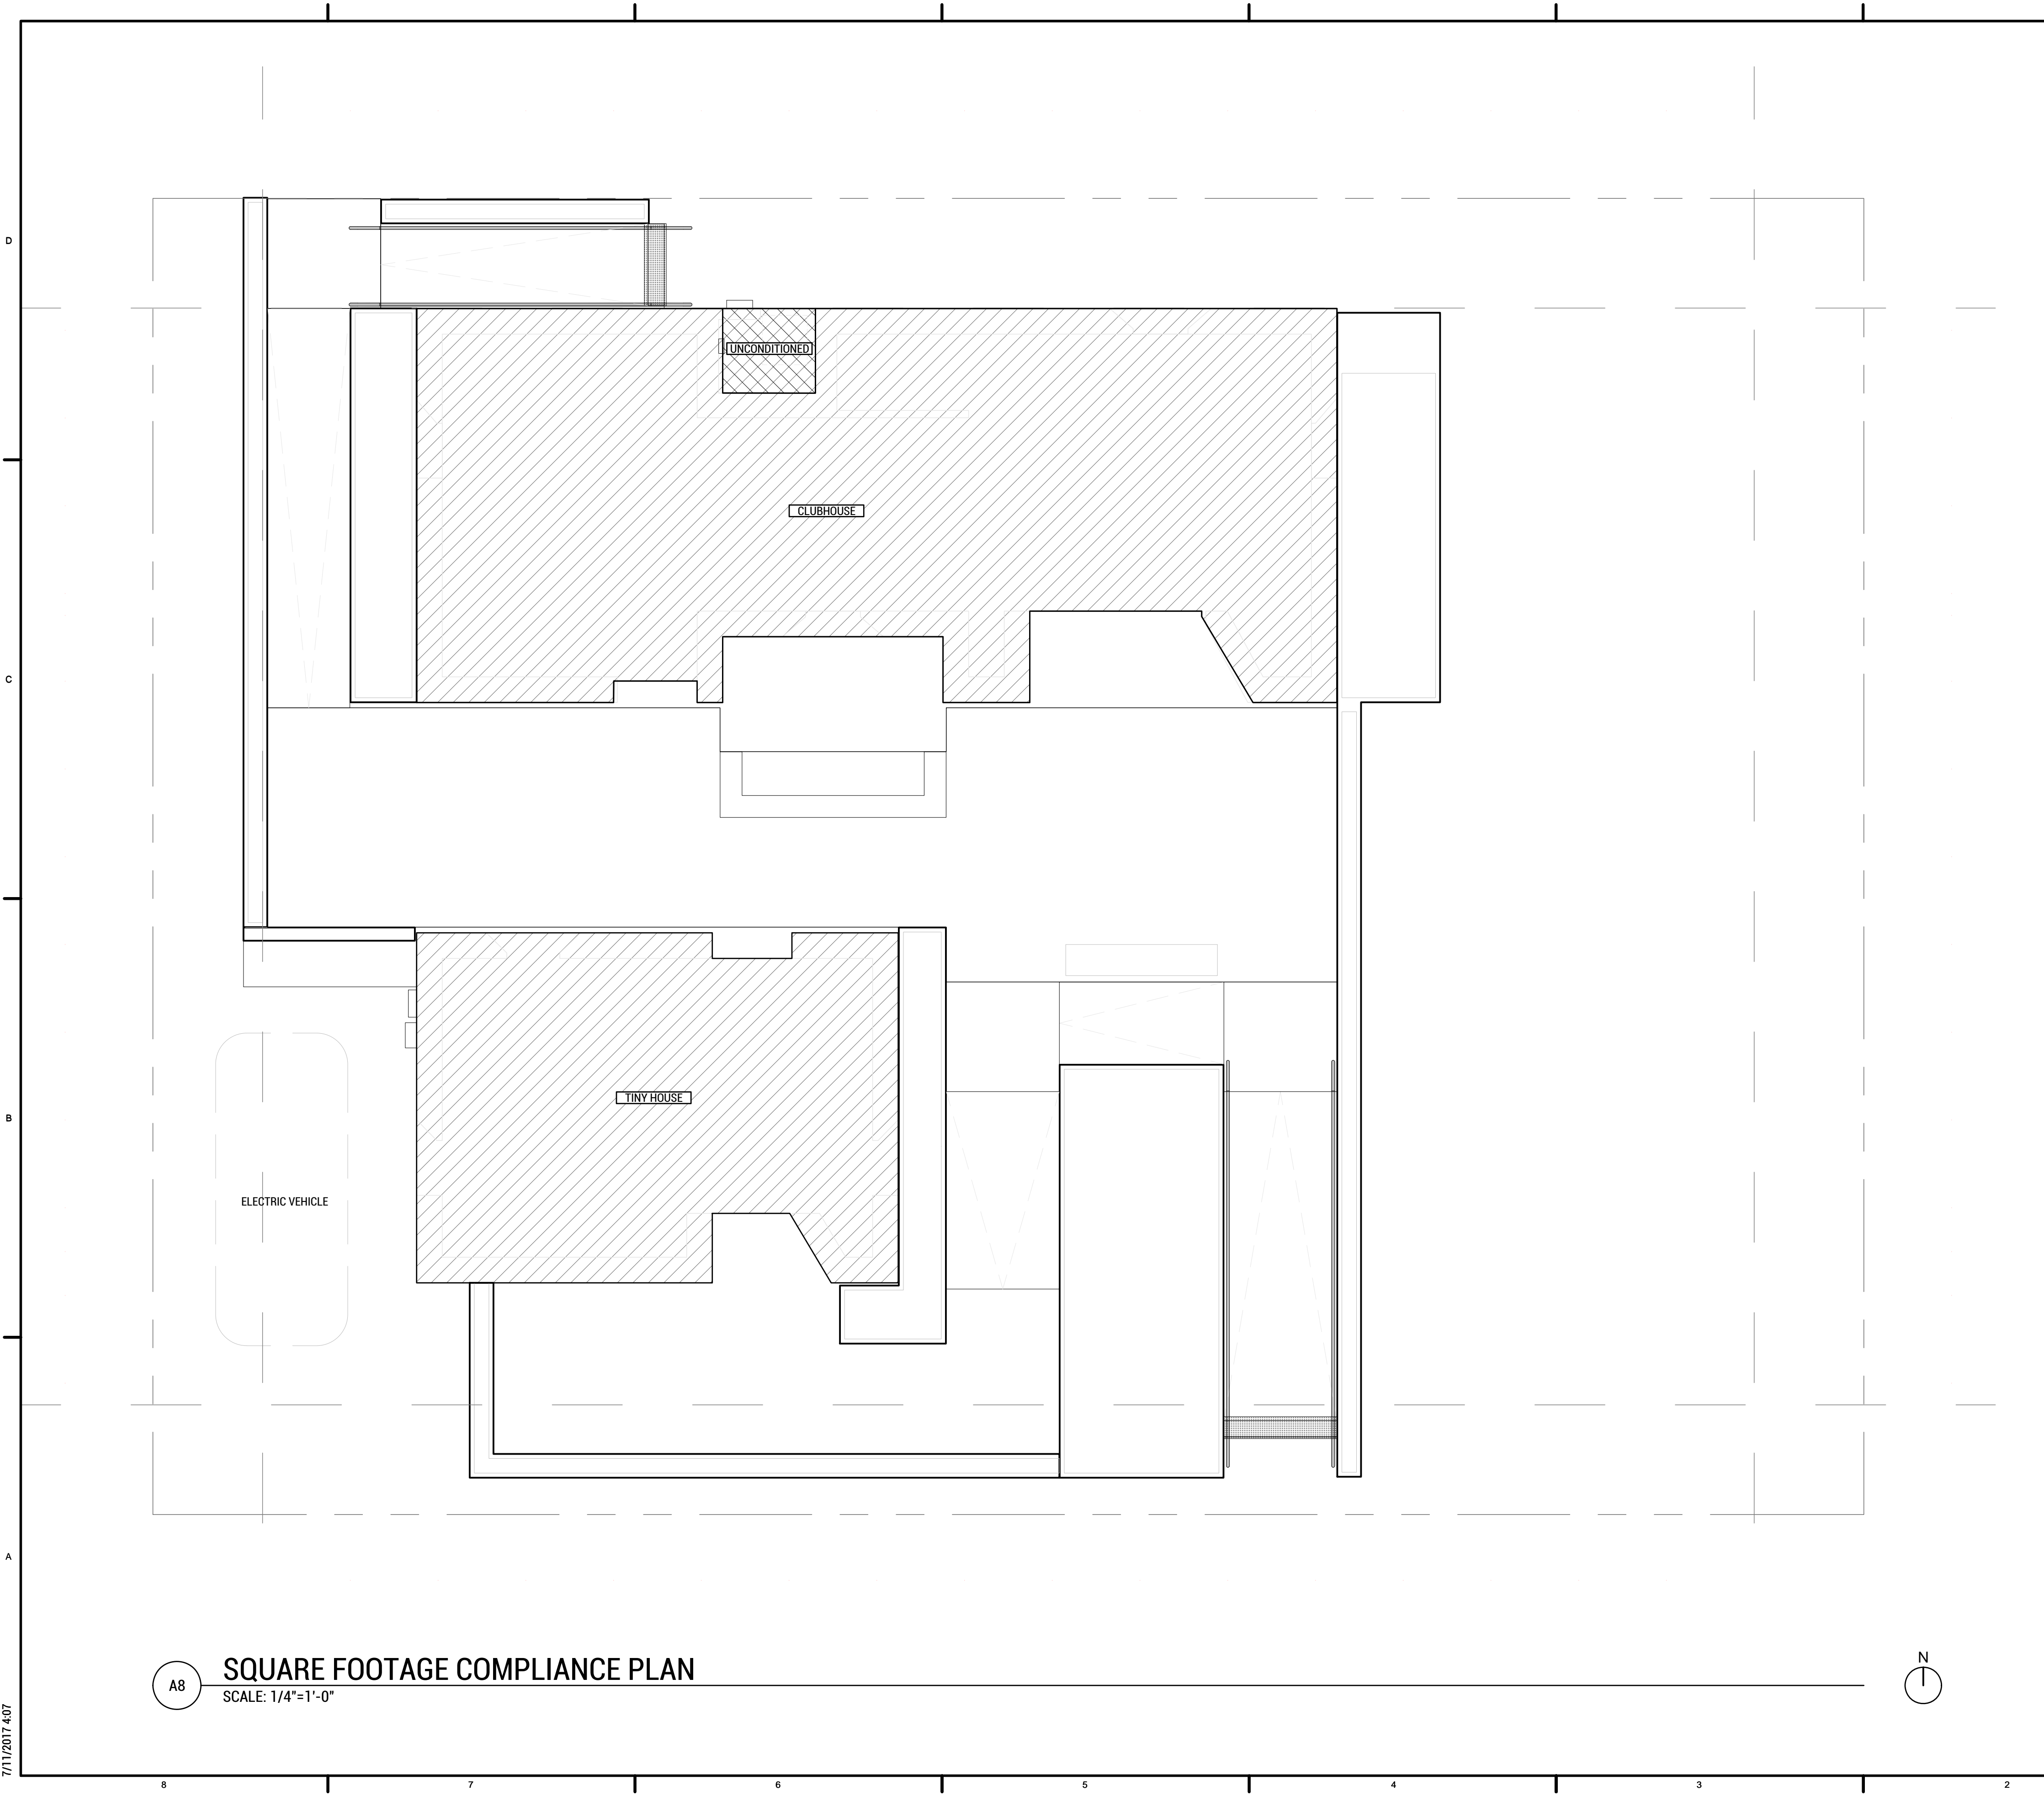 D
UNCONDITIONED
CLUBHOUSE
C
B
TINY HOUSE
ELECTRIC VEHICLE
A
A8
SQUARE FOOTAGE COMPLIANCE PLAN
SCALE: 1/4"=1'-0"
N
7/11/2017 4:07
8 7 6 5 4 3 2